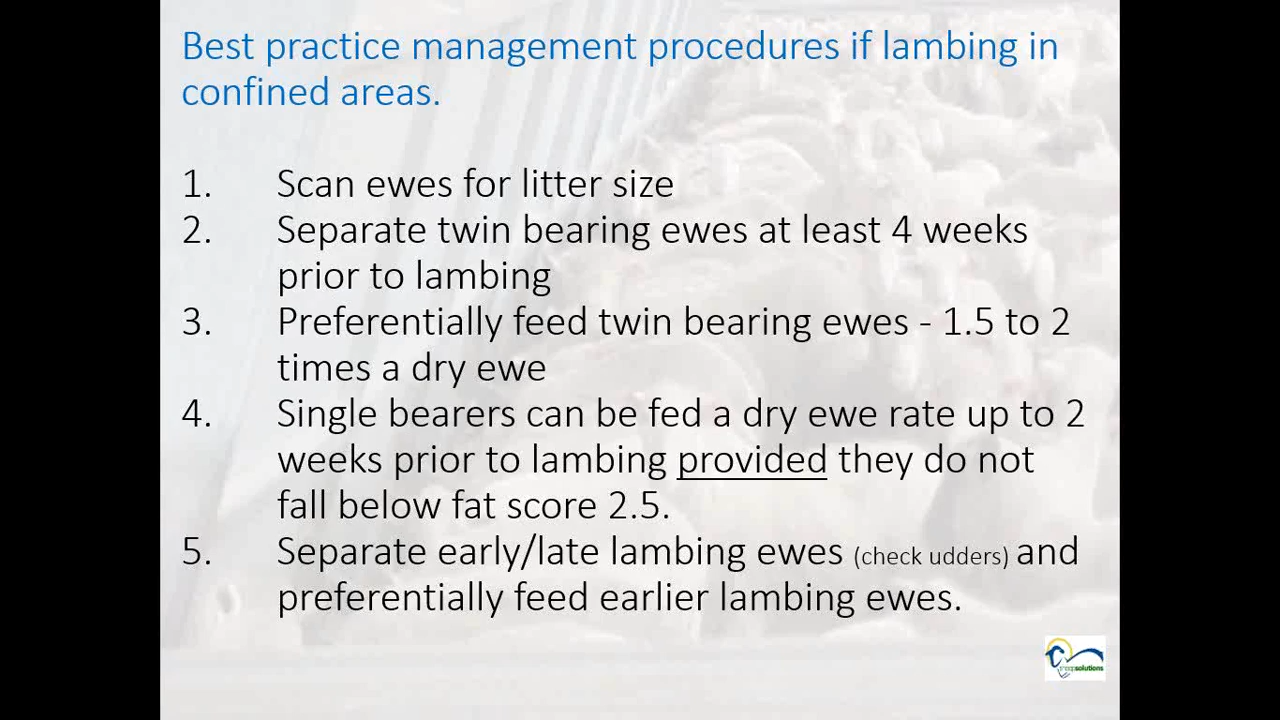 Best practice management procedures if lambing in
confined areas.
1. Scan ewes for litter size
2. Separate twin bearing ewes at least 4 weeks
prior to lambing
3. Preferentially feed twin bearing ewes - 1.5 to 2
times a dry ewe
4. Single bearers can be fed a dry ewe rate up to 2
weeks prior to lambing provided they do not
fall below fat score 2.5.
5. Separate early/late lambing ewes (check udders) and
preferentially feed earlier lambing ewes.